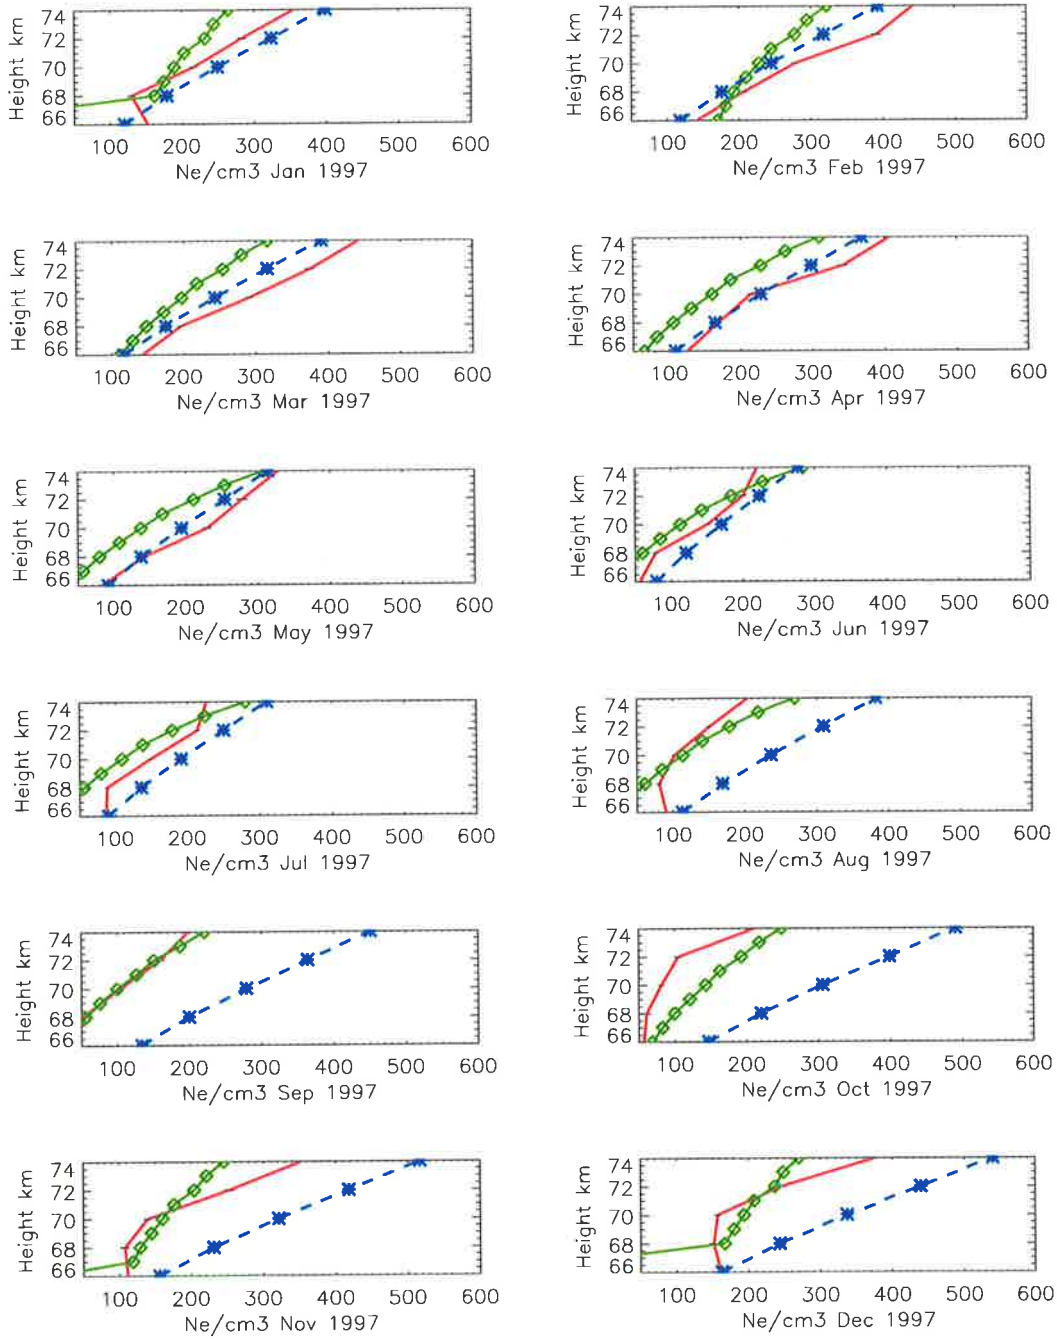 74
72
70
68
66
Height km
100 200 300 400 500 600
Ne/cm3 Jan 1997
74
72
70
68
66
Height km
100 200 300 400 500 600
Ne/cm3 Feb 1997
74
72
70
68
66
Height km
100 200 300 400 500 600
Ne/cm3 Mar 1997
74
72
70
68
66
Height km
100 200 300 400 500 600
Ne/cm3 Apr 1997
74
72
70
68
66
Height km
100 200 300 400 500 600
Ne/cm3 May 1997
74
72
70
68
66
Height km
100 200 300 400 500 600
Ne/cm3 Jun 1997
74
72
70
68
66
Height km
100 200 300 400 500 600
Ne/cm3 Jul 1997
74
72
70
68
66
Height km
100 200 300 400 500 600
Ne/cm3 Aug 1997
74
72
70
68
66
Height km
100 200 300 400 500 600
Ne/cm3 Sep 1997
74
72
70
68
66
Height km
100 200 300 400 500 600
Ne/cm3 Oct 1997
74
72
70
68
66
Height km
100 200 300 400 500 600
Ne/cm3 Nov 1997
74
72
70
68
66
Height km
100 200 300 400 500 600
Ne/cm3 Dec 1997